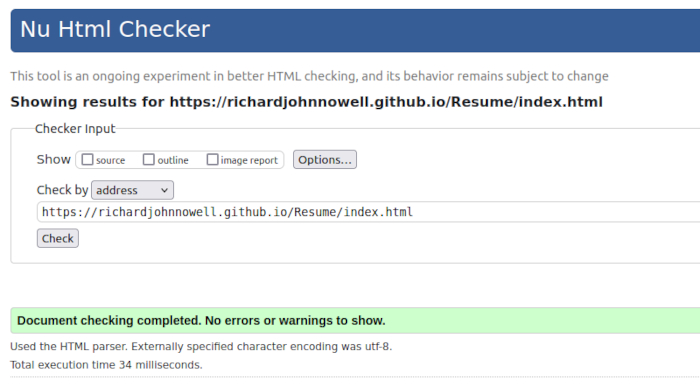 Nu Html Checker
This tool is an ongoing experiment in better HTML checking, and its behavior remains subject to change
Showing results for https://richardjohnnowell.github.io/Resume/index.html
Checker Input
Show source outline image report Options...
Check by address
https://richardjohnnowell.github.io/Resume/index.html
Check
Document checking completed. No errors or warnings to show.
Used the HTML parser. Externally specified character encoding was utf-8.
Total execution time 34 milliseconds.